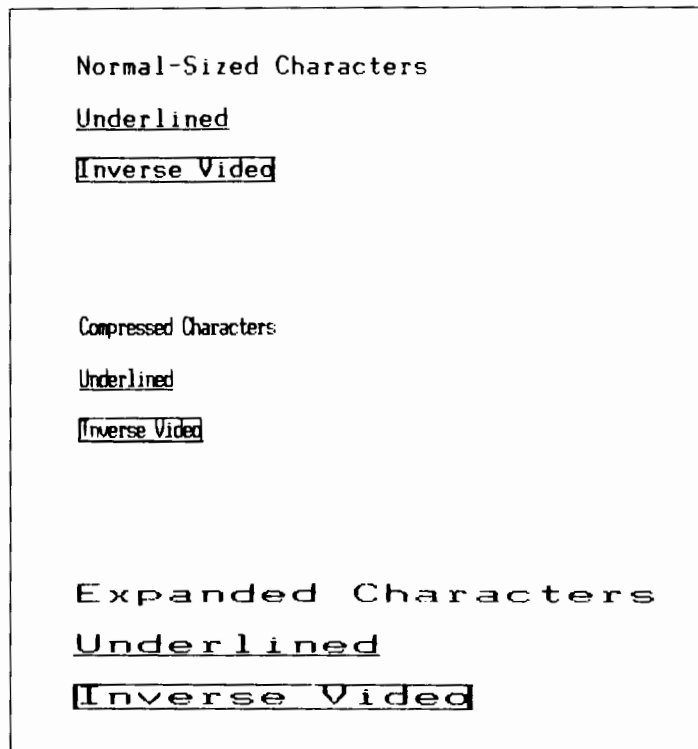 Normal-Sized Characters
Underlined
Inverse Video
Compressed Characters
Underlined
Inverse Video
Expanded Characters
Underlined
Inverse Video